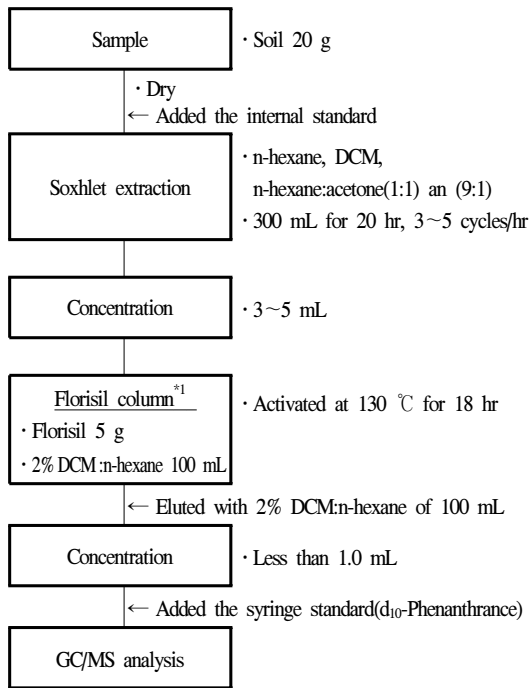 Sample
· Soil 20 g
· Dry
← Added the internal standard
Soxhlet extraction
· n-hexane, DCM,
n-hexane:acetone(1:1) an (9:1)
· 300 mL for 20 hr, 3～5 cycles/hr
Concentration
· 3～5 mL
Florisil column*1
· Florisil 5 g
· 2% DCM:n-hexane 100 mL
· Activated at 130 ℃ for 18 hr
← Eluted with 2% DCM:n-hexane of 100 mL
Concentration
· Less than 1.0 mL
← Added the syringe standard(d₁₀-Phenanthrance)
GC/MS analysis